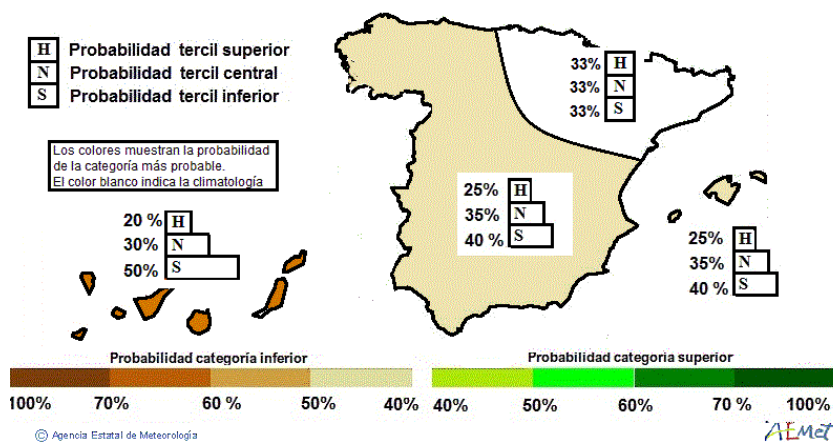 H Probabilidad tercil superior
N Probabilidad tercil central
S Probabilidad tercil inferior
Los colores muestran la probabilidad
de la categoría más probable.
El color blanco indica la climatología
33% H
33% N
33% S
25% H
35% N
40 % S
20 % H
30% N
50% S
25% H
35% N
40 % S
Probabilidad categoría inferior
100% 70% 60 % 50% 40%
Probabilidad categoria superior
40% 50% 60% 70 % 100%
© Agencia Estatal de Meteorología
AEMet